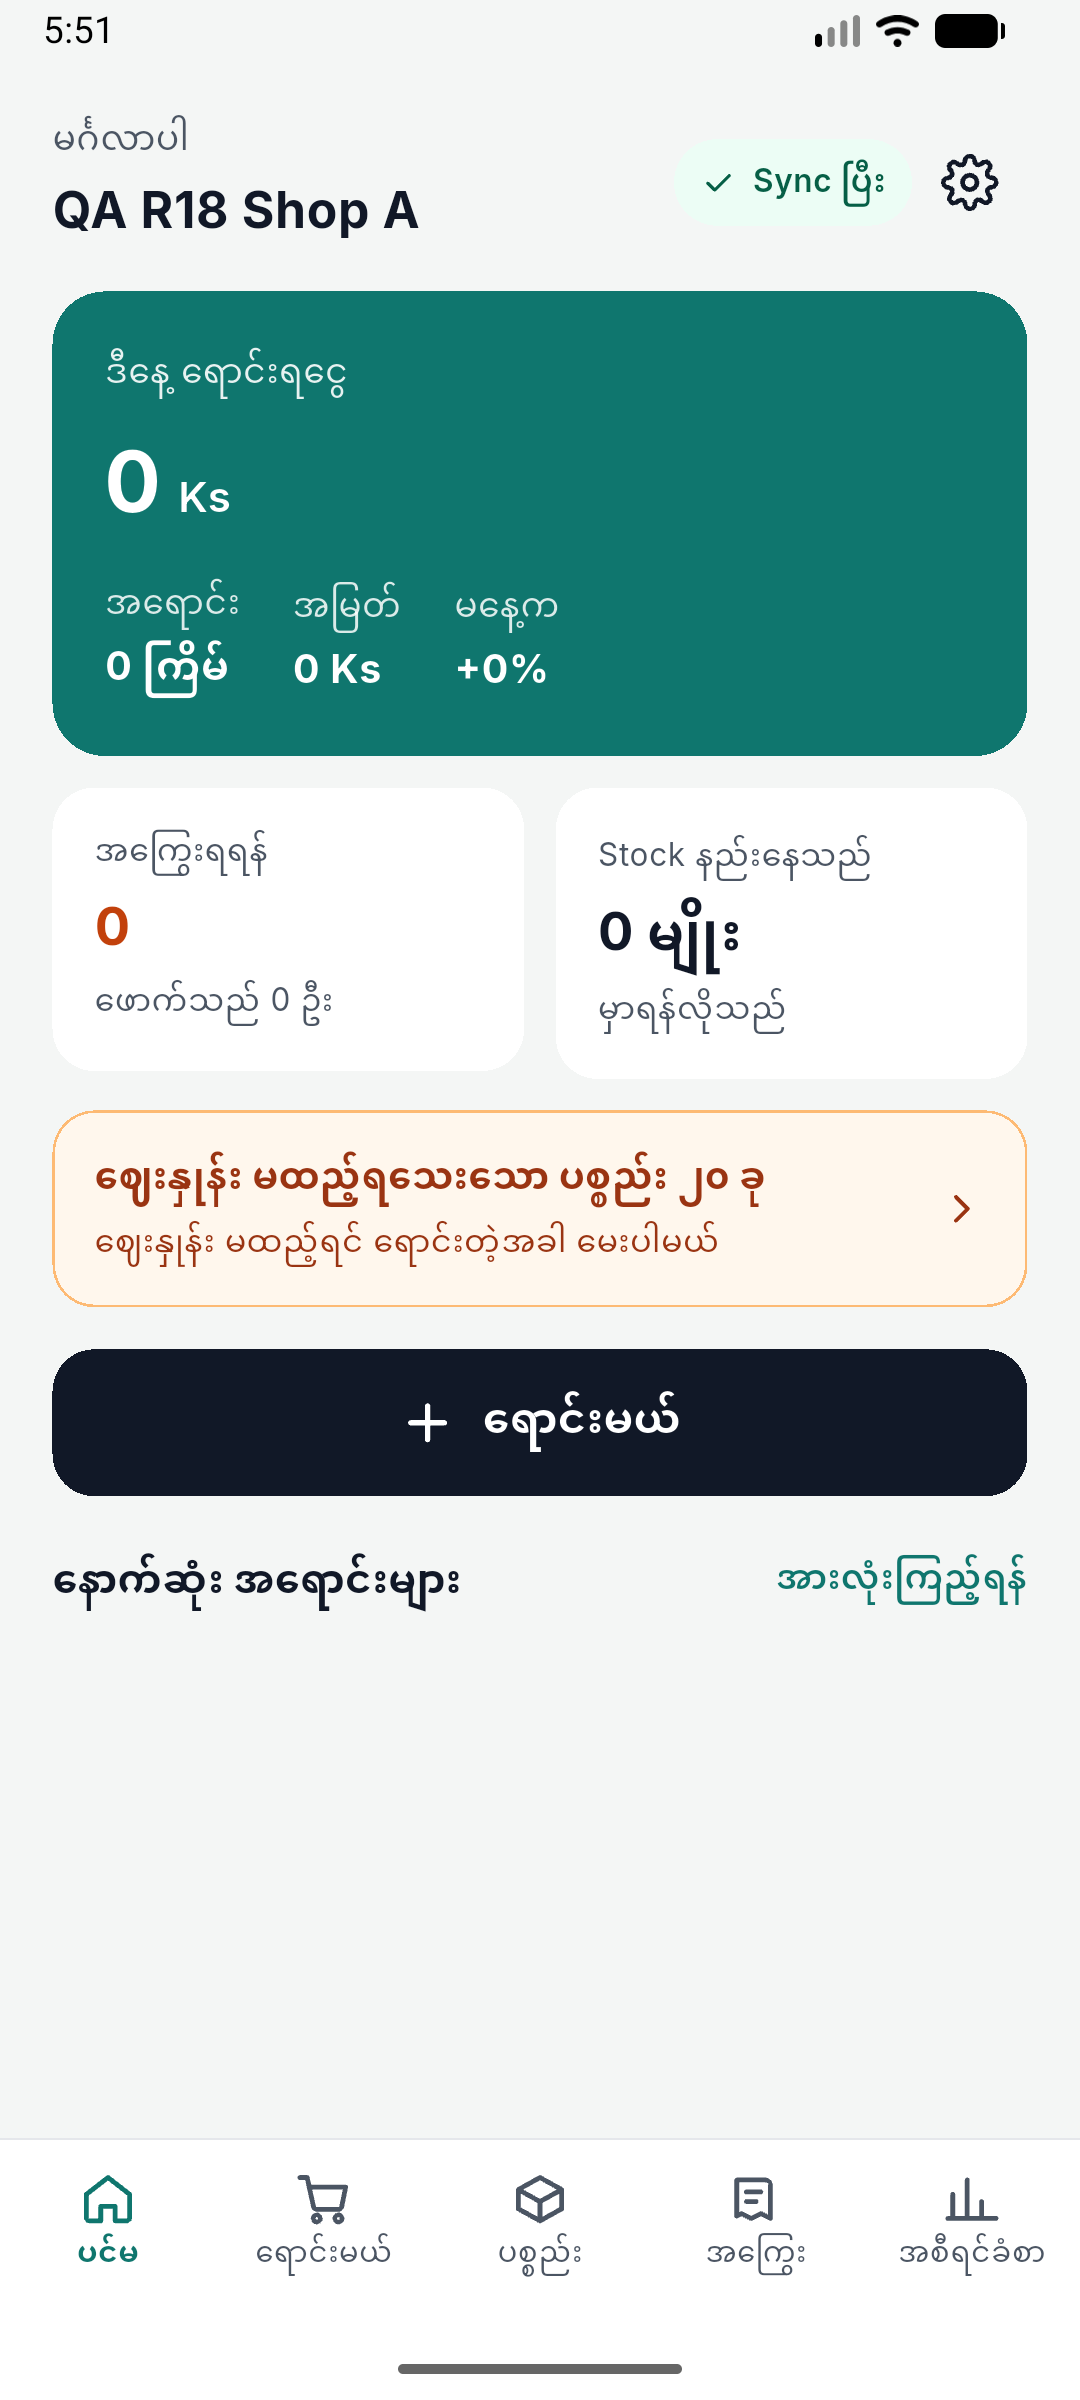 5:51
မင်္ဂလာပါ
QA R18 Shop A
Sync ပြီး
ဒီနေ့ ရောင်းရငွေ
0 Ks
အရောင်း အမြတ် မနေ့က
0 ကြိမ် 0 Ks +0%
အကြွေးရရန်
0
ဖောက်သည် 0 ဦး
Stock နည်းနေသည်
0 မျိုး
မှာရန်လိုသည်
ဈေးနှုန်း မထည့်ရသေးသော ပစ္စည်း ၂၀ ခု
ဈေးနှုန်း မထည့်ရင် ရောင်းတဲ့အခါ မေးပါမယ်
ရောင်းမယ်
နောက်ဆုံး အရောင်းများ အားလုံးကြည့်ရန်
ပင်မ ရောင်းမယ် ပစ္စည်း အကြွေး အစီရင်ခံစာ